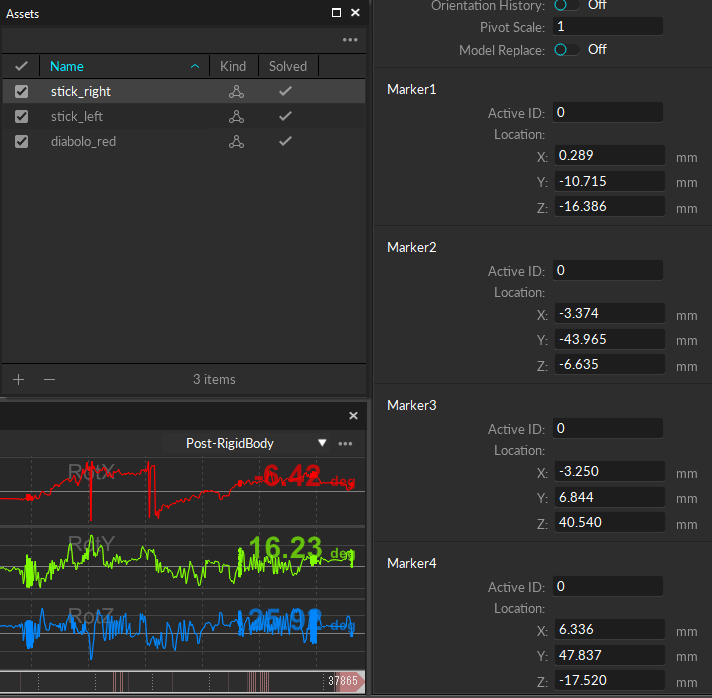 Assets
Name Kind Solved
stick_right
stick_left
diabolo_red
3 items
Post-RigidBody
RotX -6.42 deg
RotY 16.23 deg
RotZ deg
37865
Orientation History: Off
Pivot Scale: 1
Model Replace: Off
Marker1
Active ID: 0
Location:
X: 0.289 mm
Y: -10.715 mm
Z: -16.386 mm
Marker2
Active ID: 0
Location:
X: -3.374 mm
Y: -43.965 mm
Z: -6.635 mm
Marker3
Active ID: 0
Location:
X: -3.250 mm
Y: 6.844 mm
Z: 40.540 mm
Marker4
Active ID: 0
Location:
X: 6.336 mm
Y: 47.837 mm
Z: -17.520 mm